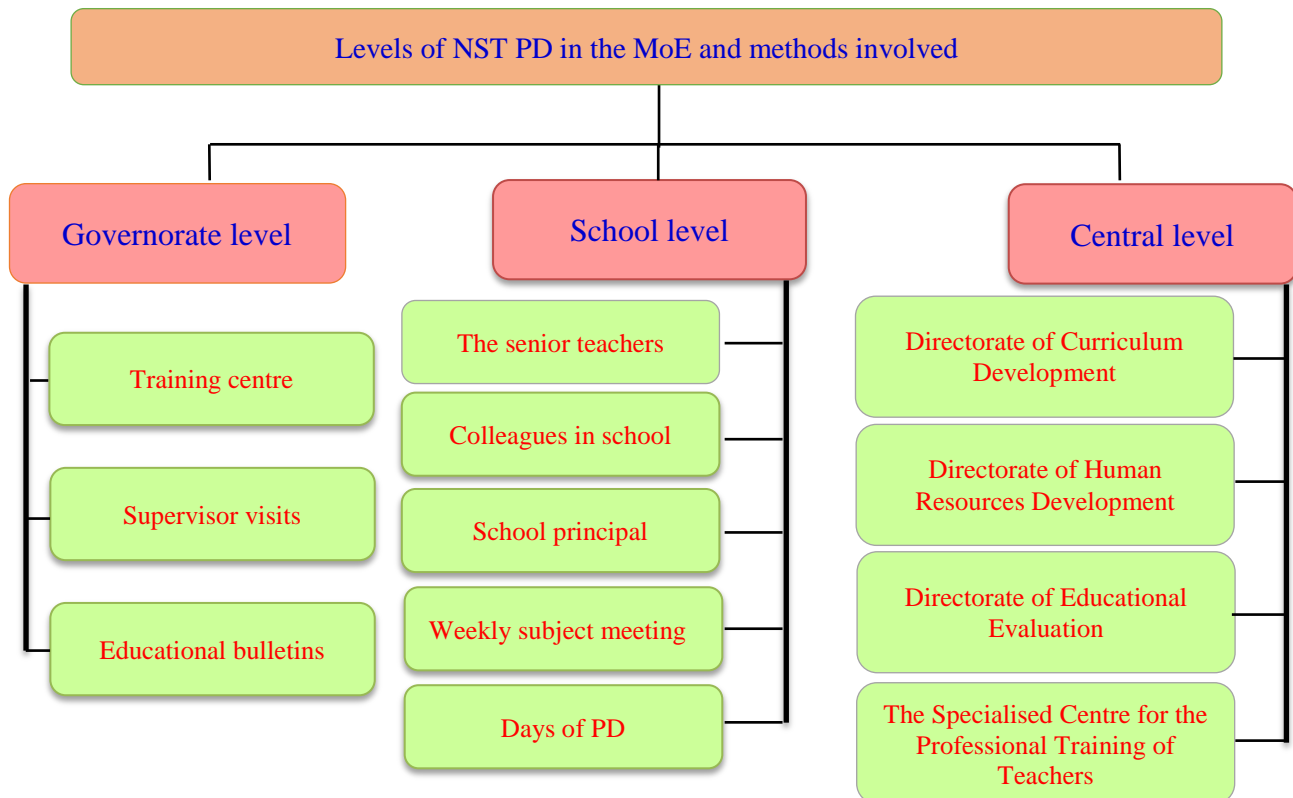 Levels of NST PD in the MoE and methods involved
Governorate level
School level
Central level
Training centre
Supervisor visits
Educational bulletins
The senior teachers
Colleagues in school
School principal
Weekly subject meeting
Days of PD
Directorate of Curriculum
Development
Directorate of Human
Resources Development
Directorate of Educational
Evaluation
The Specialised Centre for the
Professional Training of
Teachers